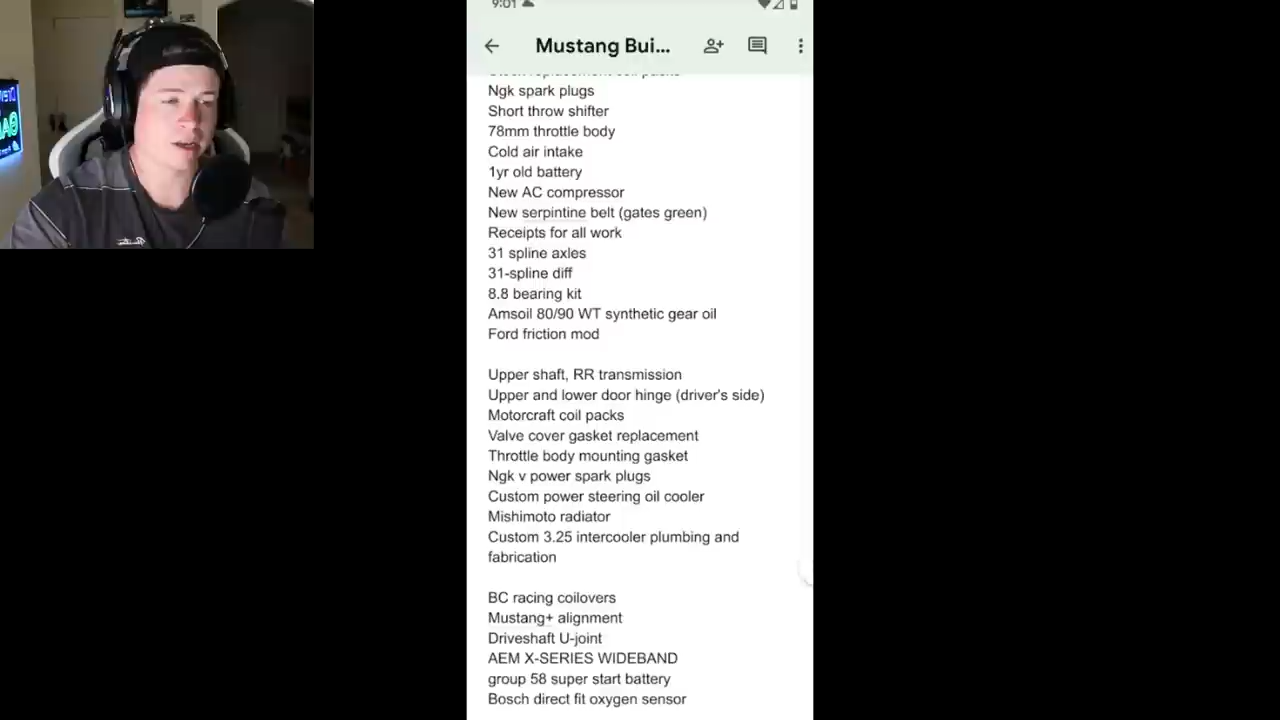 9:01
Mustang Bui...
Stock replacement coil packs
Ngk spark plugs
Short throw shifter
78mm throttle body
Cold air intake
1yr old battery
New AC compressor
New serpintine belt (gates green)
Receipts for all work
31 spline axles
31-spline diff
8.8 bearing kit
Amsoil 80/90 WT synthetic gear oil
Ford friction mod
Upper shaft, RR transmission
Upper and lower door hinge (driver's side)
Motorcraft coil packs
Valve cover gasket replacement
Throttle body mounting gasket
Ngk v power spark plugs
Custom power steering oil cooler
Mishimoto radiator
Custom 3.25 intercooler plumbing and
fabrication
BC racing coilovers
Mustang+ alignment
Driveshaft U-joint
AEM X-SERIES WIDEBAND
group 58 super start battery
Bosch direct fit oxygen sensor